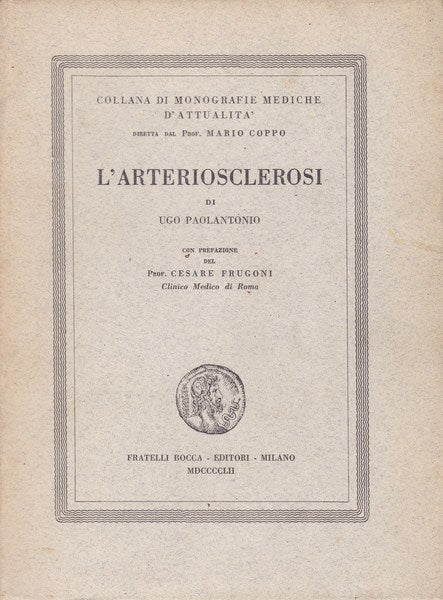 COLLANA DI MONOGRAFIE MEDICHE
D'ATTUALITA'
DIRETTA DAL PROF. MARIO COPPO
L'ARTERIOSCLEROSI
DI
UGO PAOLANTONIO
CON PREFAZIONE
DEL
PROF. CESARE FRUGONI
Clinico Medico di Roma
FRATELLI BOCCA - EDITORI - MILANO
MDCCCCLII